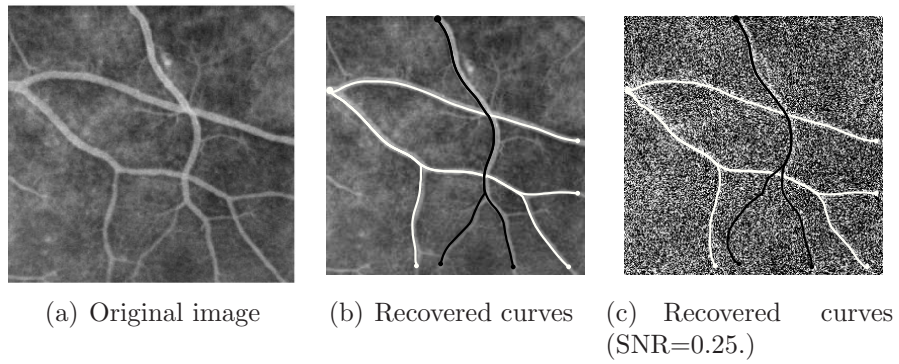 (a) Original image
(b) Recovered curves
(c) Recovered curves
(SNR=0.25.)